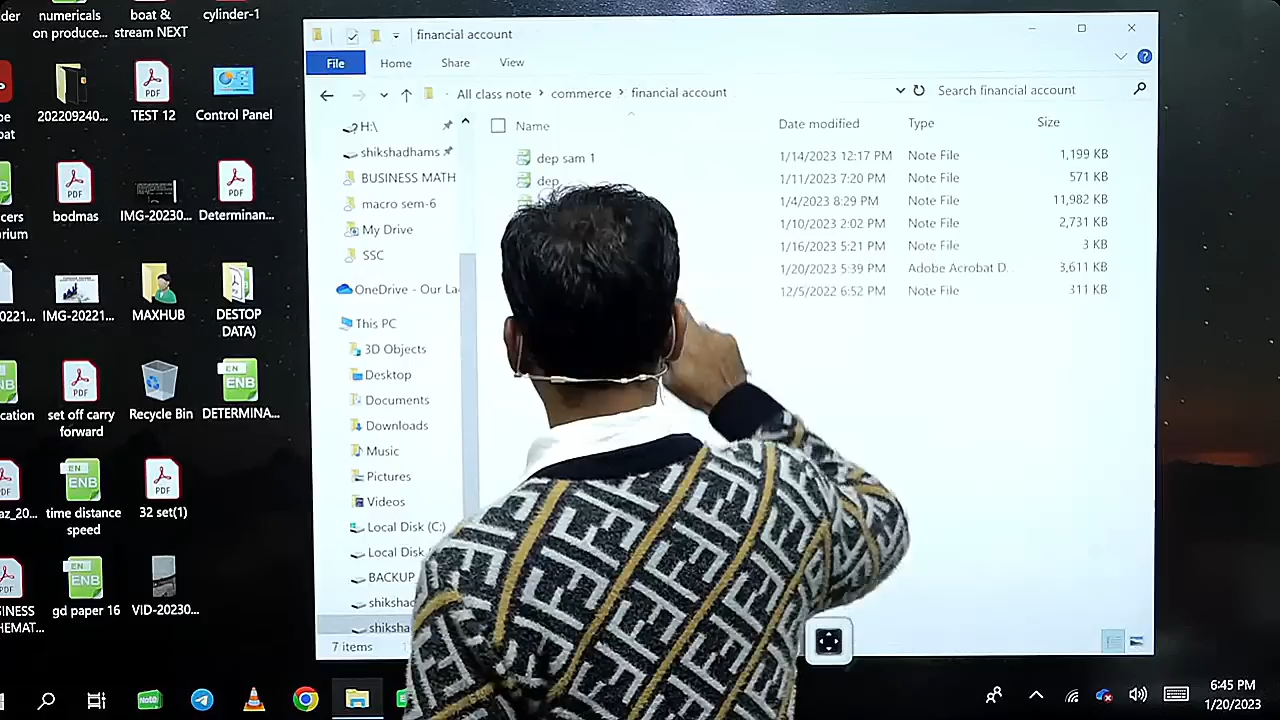 der
numericals
on produce...
boat &
stream NEXT
cylinder-1
TEST 12
202209240...
Control Panel
bodmas
IMG-20230...
Determinan...
IMG-20221...
MAXHUB
DESTOP
DATA)
set off carry
forward
Recycle Bin
DETERMINA...
time distance
speed
32 set(1)
gd paper 16
VID-20230...
financial account
File
Home
Share
View
All class note > commerce > financial account
Search financial account
H:\
shikshadhams
BUSINESS MATH
macro sem-6
My Drive
SSC
OneDrive - Our La
This PC
3D Objects
Desktop
Documents
Downloads
Music
Pictures
Videos
Local Disk (C:)
Local Disk
BACKUP
shikshad
shiksha
7 items
Name
Date modified
Type
Size
dep sam 1
1/14/2023 12:17 PM
Note File
1,199 KB
dep
1/11/2023 7:20 PM
Note File
571 KB
1/4/2023 8:29 PM
Note File
11,982 KB
1/10/2023 2:02 PM
Note File
2,731 KB
1/16/2023 5:21 PM
Note File
3 KB
1/20/2023 5:39 PM
Adobe Acrobat D.
3,611 KB
12/5/2022 6:52 PM
Note File
311 KB
6:45 PM
1/20/2023